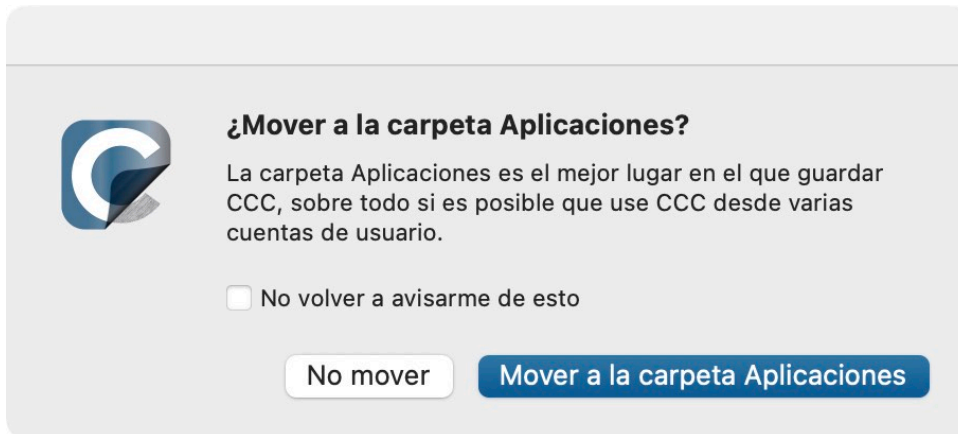 ¿Mover a la carpeta Aplicaciones?
La carpeta Aplicaciones es el mejor lugar en el que guardar
CCC, sobre todo si es posible que use CCC desde varias
cuentas de usuario.
No volver a avisarme de esto
No mover
Mover a la carpeta Aplicaciones